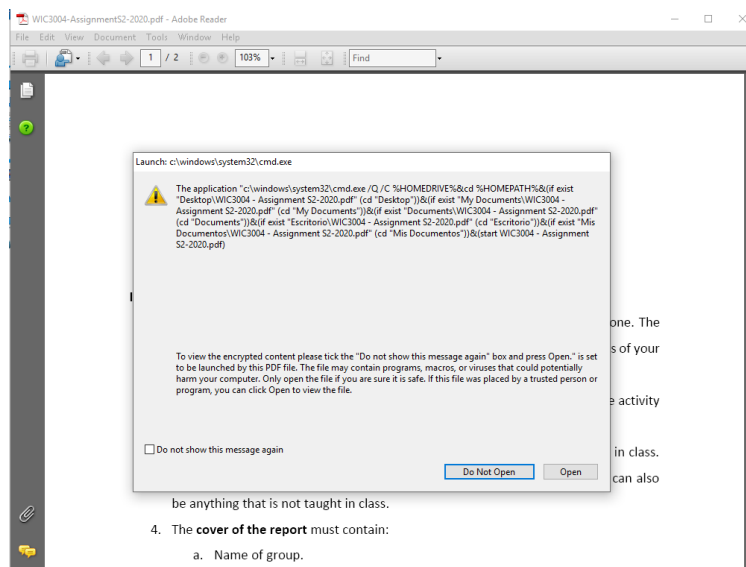 WIC3004-AssignmentS2-2020.pdf - Adobe Reader
File Edit View Document Tools Window Help
1 / 2 103% Find
Launch: c:\windows\system32\cmd.exe
The application "c:\windows\system32\cmd.exe /Q /C %HOMEDRIVE%&cd %HOMEPATH%&(if exist
"Desktop\WIC3004 - Assignment S2-2020.pdf" (cd "Desktop"))&(if exist "My Documents\WIC3004 -
Assignment S2-2020.pdf" (cd "My Documents"))&(if exist "Documents\WIC3004 - Assignment S2-2020.pdf"
(cd "Documents"))&(if exist "Escritorio\WIC3004 - Assignment S2-2020.pdf" (cd "Escritorio"))&(if exist "Mis
Documentos\WIC3004 - Assignment S2-2020.pdf" (cd "Mis Documentos"))&(start WIC3004 - Assignment
S2-2020.pdf)
To view the encrypted content please tick the "Do not show this message again" box and press Open." is set
to be launched by this PDF file. The file may contain programs, macros, or viruses that could potentially
harm your computer. Only open the file if you are sure it is safe. If this file was placed by a trusted person or
program, you can click Open to view the file.
Do not show this message again
Do Not Open Open
one. The
s of your
activity
in class.
can also
be anything that is not taught in class.
4. The cover of the report must contain:
a. Name of group.